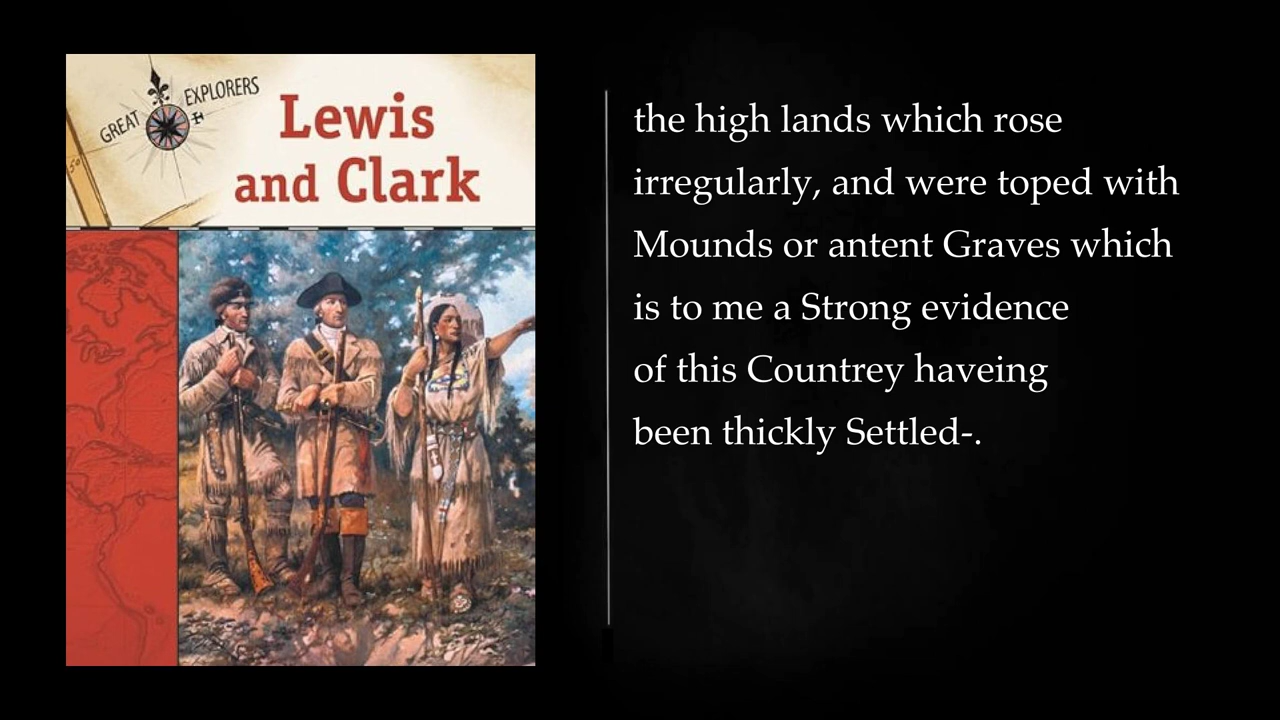 GREAT EXPLORERS
Lewis
and Clark
50
the high lands which rose
irregularly, and were toped with
Mounds or antent Graves which
is to me a Strong evidence
of this Countrey haveing
been thickly Settled-.